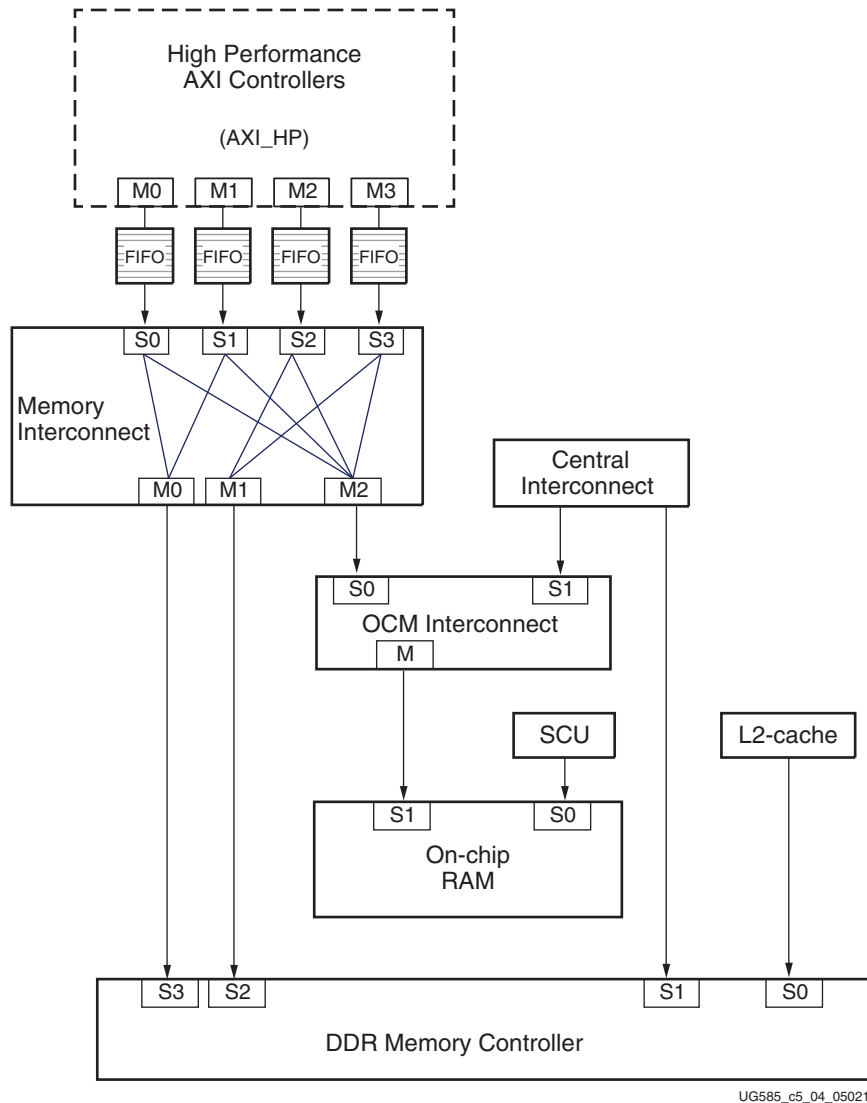 High Performance
AXI Controllers
(AXI_HP)
M0 M1 M2 M3
FIFO FIFO FIFO FIFO
S0 S1 S2 S3
Memory
Interconnect
M0 M1 M2
Central
Interconnect
S0 S1
OCM Interconnect
M
SCU
L2-cache
S1 S0
On-chip
RAM
S3 S2 S1 S0
DDR Memory Controller
UG585_c5_04_05021